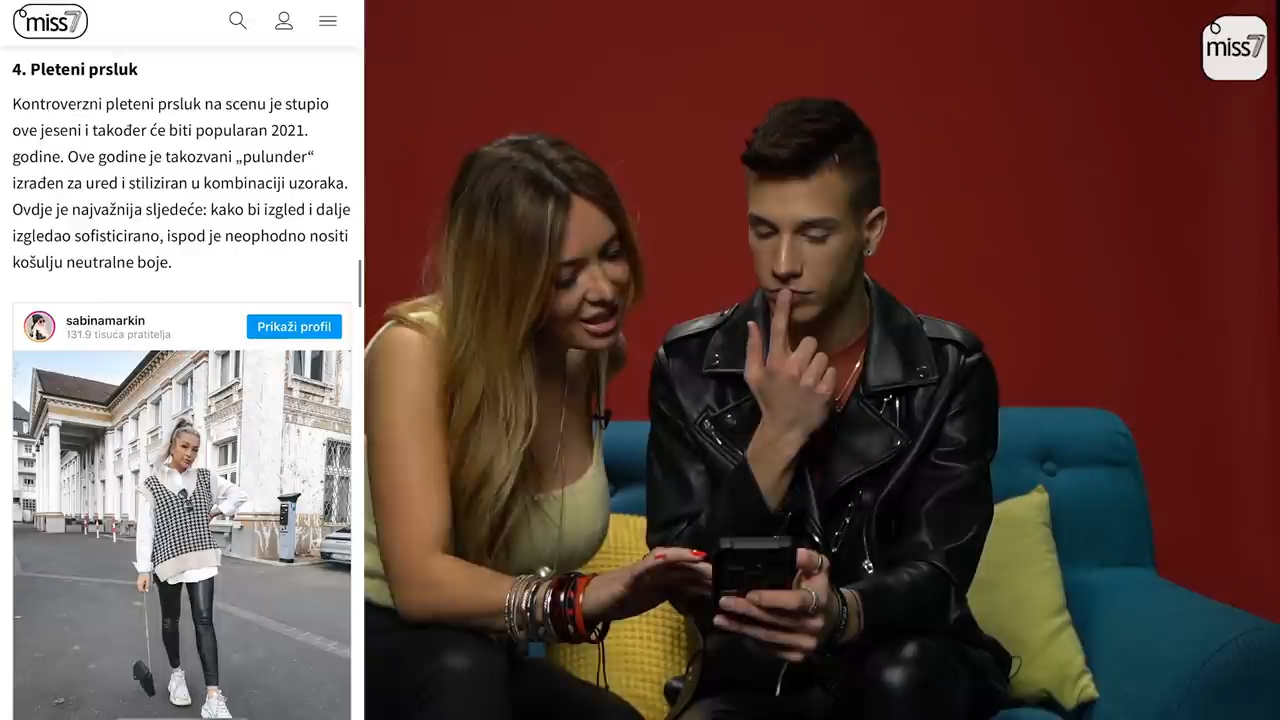 miss7
4. Pleteni prsluk
Kontroverzni pleteni prsluk na scenu je stupio
ove jeseni i također će biti popularan 2021.
godine. Ove godine je takozvani „pulunder“
izrađen za ured i stiliziran u kombinaciji uzoraka.
Ovdje je najvažnija sljedeće: kako bi izgled i dalje
izgledao sofisticirano, ispod je neophodno nositi
košulju neutralne boje.
sabinamarkin
131.9 tisuća pratitelja
Prikaži profil
miss7